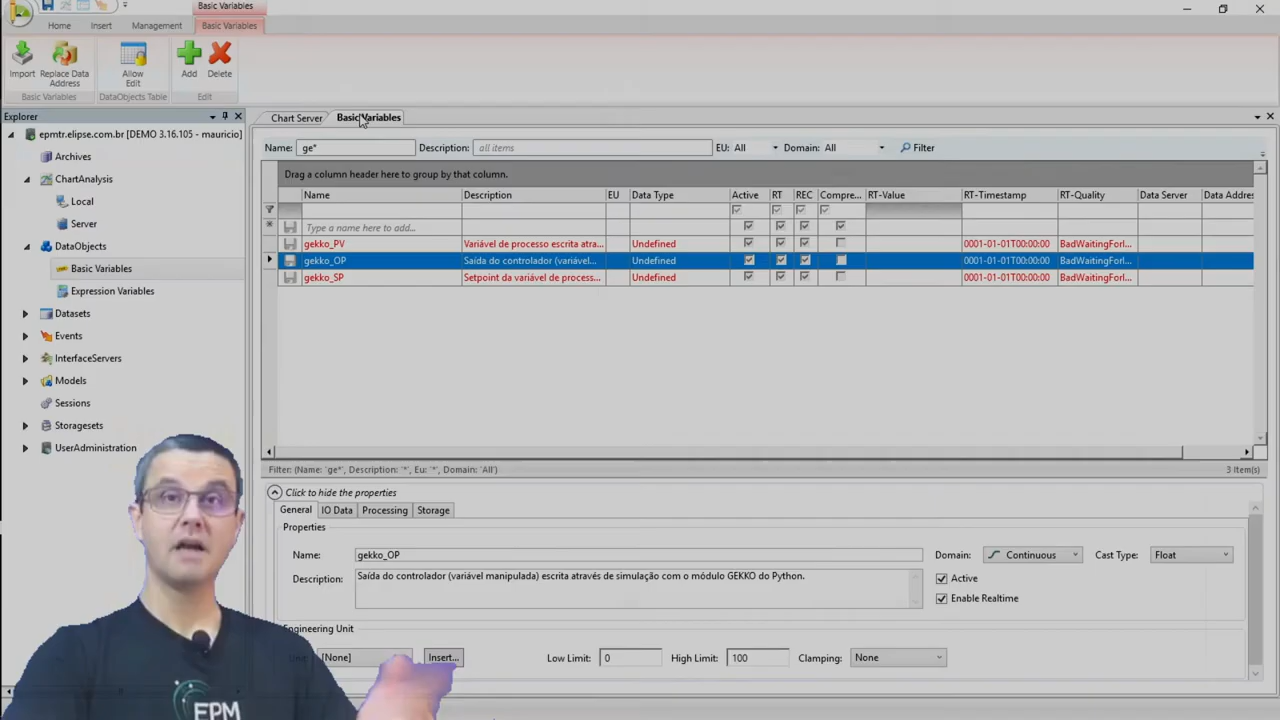 Basic Variables
Home Insert Management Basic Variables
Import Replace Data Address Allow Edit Add Delete
Basic Variables DataObjects Table Edit
Explorer
Chart Server Basic Variables
epmtr.elipse.com.br [DEMO 3.16.105 - mauricio]
Archives
ChartAnalysis
Local
Server
DataObjects
Basic Variables
Expression (Variables)
Datasets
Events
InterfaceServers
Models
Sessions
Storagesets
UserAdministration
Name: ge* Description: all items EU: All Domain: All Filter
Drag a column header here to group by that column.
Name Description EU Data Type Active RT REC Compre... RT-Value RT-Timestamp RT-Quality Data Server Data Addres
Type a name here to add...
gekko_PV Variável de processo escrita atra... Undefined 0001-01-01T00:00:00 BadWaitingForI...
gekko_OP Saída do controlador (variável... Undefined 0001-01-01T00:00:00 BadWaitingForI...
gekko_SP Setpoint da variável de process... Undefined 0001-01-01T00:00:00 BadWaitingForI...
Filter: (Name: 'ge*', Description: '*', Eu: '*', Domain: 'All') 3 Item(s)
Click to hide the properties
General IO Data Processing Storage
Properties
Name: gekko_OP Domain: Continuous Cast Type: Float
Description: Saída do controlador (variável manipulada) escrita através de simulação com o módulo GEKKO do Python.
Active
Enable Realtime
Engineering Unit
Unit: [None] Insert... Low Limit: 0 High Limit: 100 Clamping: None
EPM